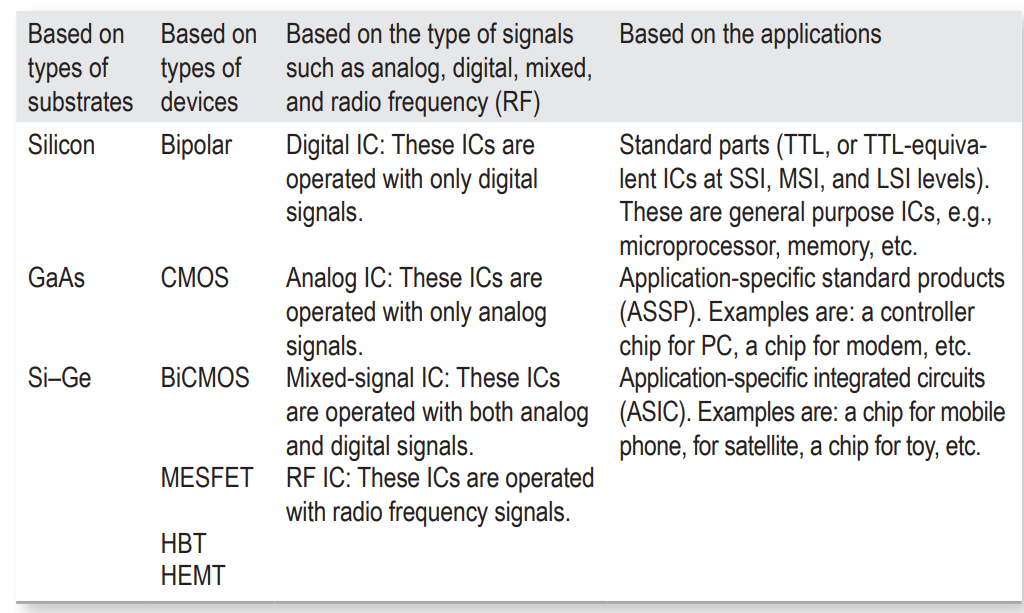 Based on types of substrates
Based on types of devices
Based on the type of signals such as analog, digital, mixed, and radio frequency (RF)
Based on the applications
Silicon
Bipolar
Digital IC: These ICs are
operated with only digital
signals.
Standard parts (TTL, or TTL-equiva-
lent ICs at SSI, MSI, and LSI levels).
These are general purpose ICs, e.g.,
microprocessor, memory, etc.
GaAs
CMOS
Analog IC: These ICs are
operated with only analog
signals.
Application-specific standard products
(ASSP). Examples are: a controller
chip for PC, a chip for modem, etc.
Si–Ge
BiCMOS
Mixed-signal IC: These ICs
are operated with both analog
and digital signals.
Application-specific integrated circuits
(ASIC). Examples are: a chip for mobile
phone, for satellite, a chip for toy, etc.
MESFET
RF IC: These ICs are operated
with radio frequency signals.
HBT
HEMT